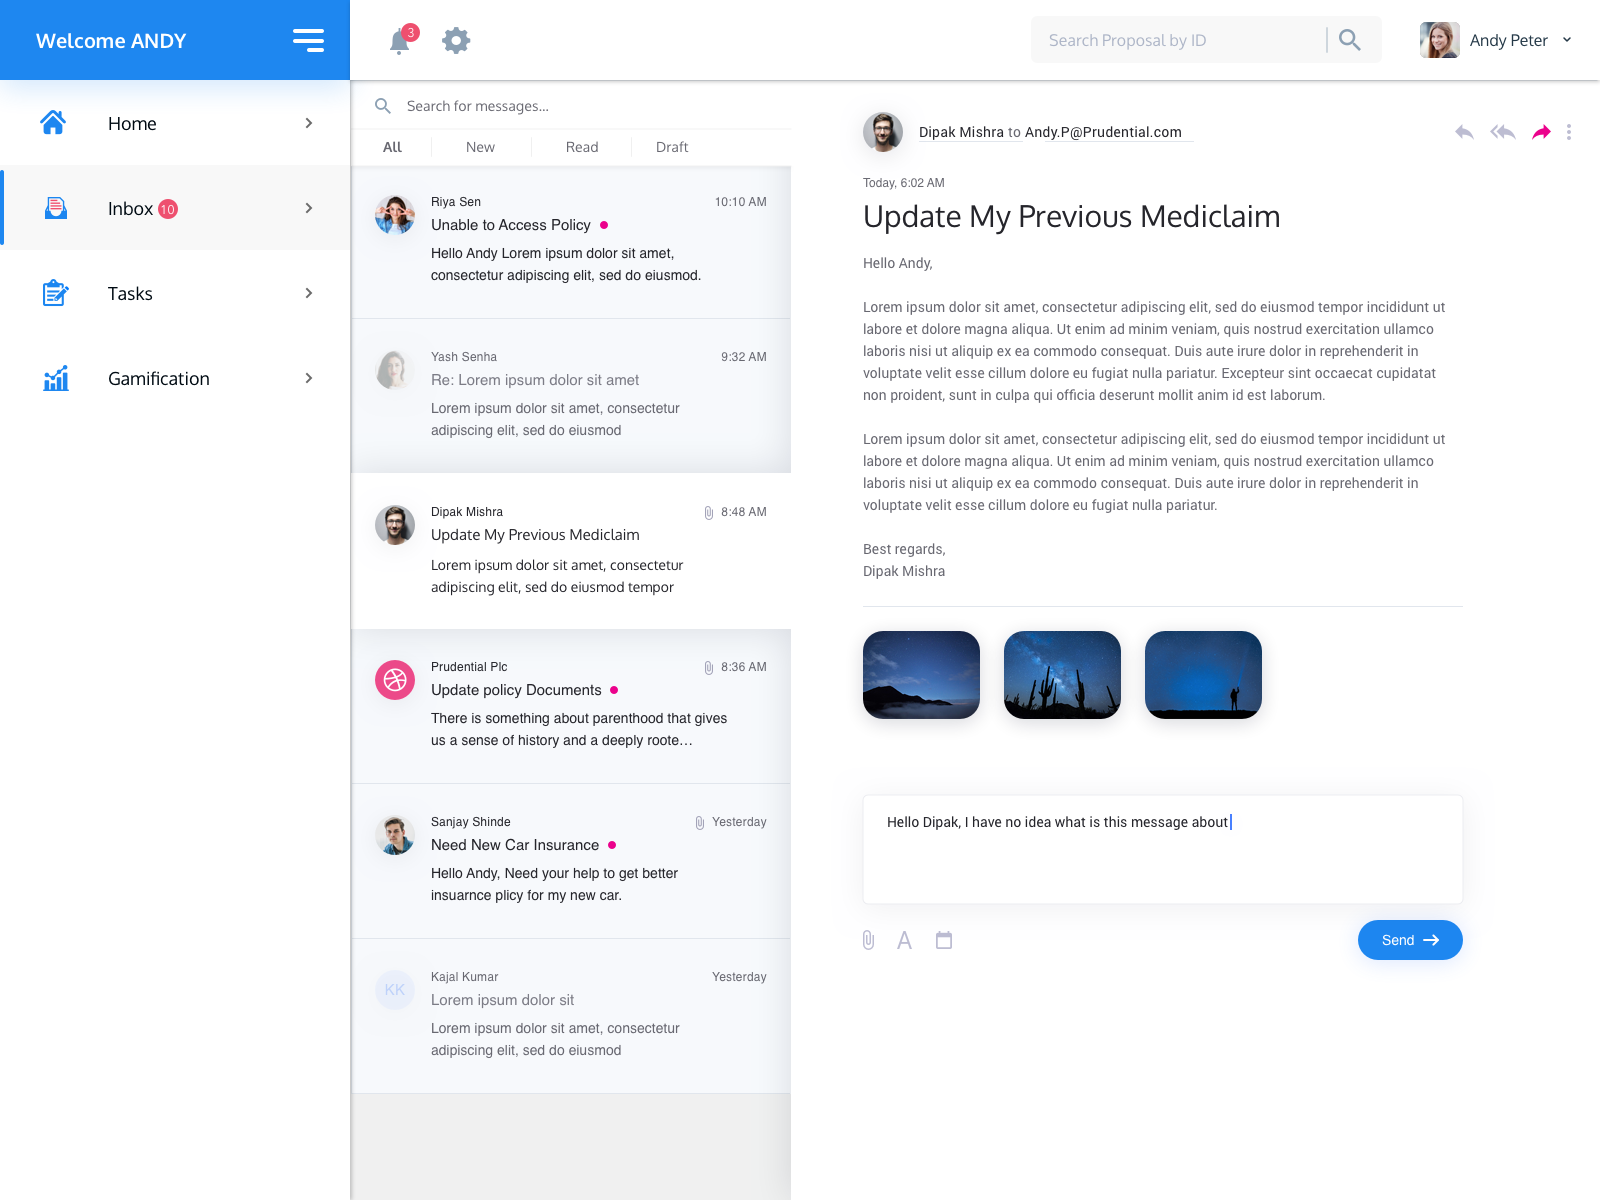 Welcome ANDY
3
Search Proposal by ID
Andy Peter
Home
Inbox 10
Tasks
Gamification
Search for messages...
All
New
Read
Draft
Riya Sen
10:10 AM
Unable to Access Policy
Hello Andy Lorem ipsum dolor sit amet,
consectetur adipiscing elit, sed do eiusmod.
Yash Senha
9:32 AM
Re: Lorem ipsum dolor sit amet
Lorem ipsum dolor sit amet, consectetur
adipiscing elit, sed do eiusmod
Dipak Mishra
8:48 AM
Update My Previous Mediclaim
Lorem ipsum dolor sit amet, consectetur
adipiscing elit, sed do eiusmod tempor
Prudential Plc
8:36 AM
Update policy Documents
There is something about parenthood that gives
us a sense of history and a deeply roote...
Sanjay Shinde
Yesterday
Need New Car Insurance
Hello Andy, Need your help to get better
insuarnce plicy for my new car.
KK
Kajal Kumar
Yesterday
Lorem ipsum dolor sit
Lorem ipsum dolor sit amet, consectetur
adipiscing elit, sed do eiusmod
Dipak Mishra to Andy.P@Prudential.com
Today, 6:02 AM
Update My Previous Mediclaim
Hello Andy,
Lorem ipsum dolor sit amet, consectetur adipiscing elit, sed do eiusmod tempor incididunt ut
labore et dolore magna aliqua. Ut enim ad minim veniam, quis nostrud exercitation ullamco
laboris nisi ut aliquip ex ea commodo consequat. Duis aute irure dolor in reprehenderit in
voluptate velit esse cillum dolore eu fugiat nulla pariatur. Excepteur sint occaecat cupidatat
non proident, sunt in culpa qui officia deserunt mollit anim id est laborum.
Lorem ipsum dolor sit amet, consectetur adipiscing elit, sed do eiusmod tempor incididunt ut
labore et dolore magna aliqua. Ut enim ad minim veniam, quis nostrud exercitation ullamco
laboris nisi ut aliquip ex ea commodo consequat. Duis aute irure dolor in reprehenderit in
voluptate velit esse cillum dolore eu fugiat nulla pariatur.
Best regards,
Dipak Mishra
Hello Dipak, I have no idea what is this message about
A
Send